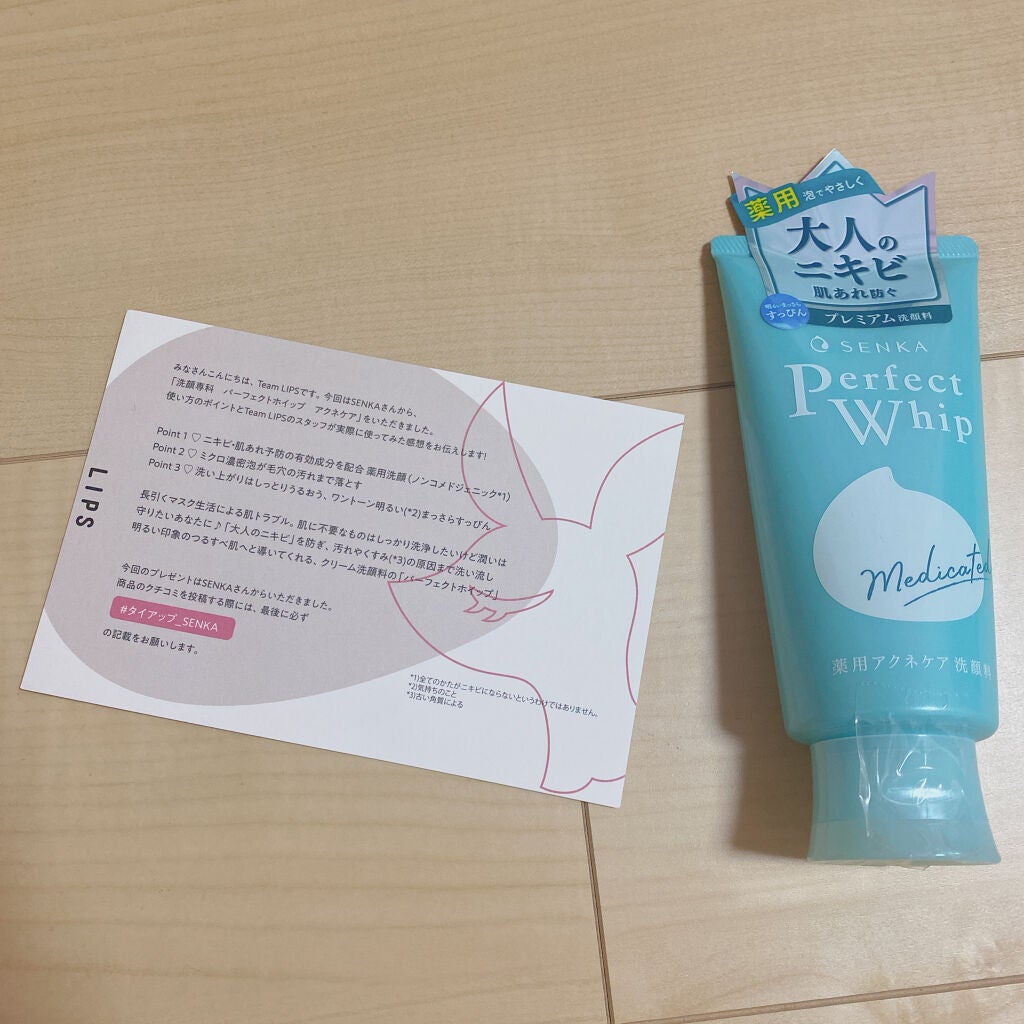 みなさんこんにちは、Team LIPSです。今回はSENKAさんから、
「洗顔専科　パーフェクトホイップ　アクネケア」をいただきました。
使い方のポイントとTeam LIPSのスタッフが実際に使ってみた感想をお伝えします!
Point 1 ♡ ニキビ・肌あれ予防の有効成分を配合 薬用洗顔 (ノンコメドジェニック*1)
Point 2 ♡ ミクロ濃密泡が毛穴の汚れまで落とす
Point 3 ♡ 洗い上がりはしっとりうるおう、ワントーン明るい(*2)まっさらすっぴん
長引くマスク生活による肌トラブル。肌に不要なものはしっかり洗浄したいけど潤いは
守りたいあなたに♪「大人のニキビ」を防ぎ、汚れやくすみ(*3)の原因まで洗い流し
明るい印象のつるすべ肌へと導いてくれる、クリーム洗顔料の「パーフェクトホイップ」
今回のプレゼントはSENKAさんからいただきました。
商品のクチコミを投稿する際には、最後に必ず
#タイアップ_SENKA
の記載をお願いします。
*1)全てのかたがニキビにならないというわけではありません。
*2)気持ちのこと
*3)古い角質による
LIPS
薬用 泡でやさしく
大人の
ニキビ
肌あれ防ぐ
明るいまっさら
すっぴん
プレミアム洗顔料
SENKA
Perfect
Whip
Medicated
薬用アクネケア 洗顔料